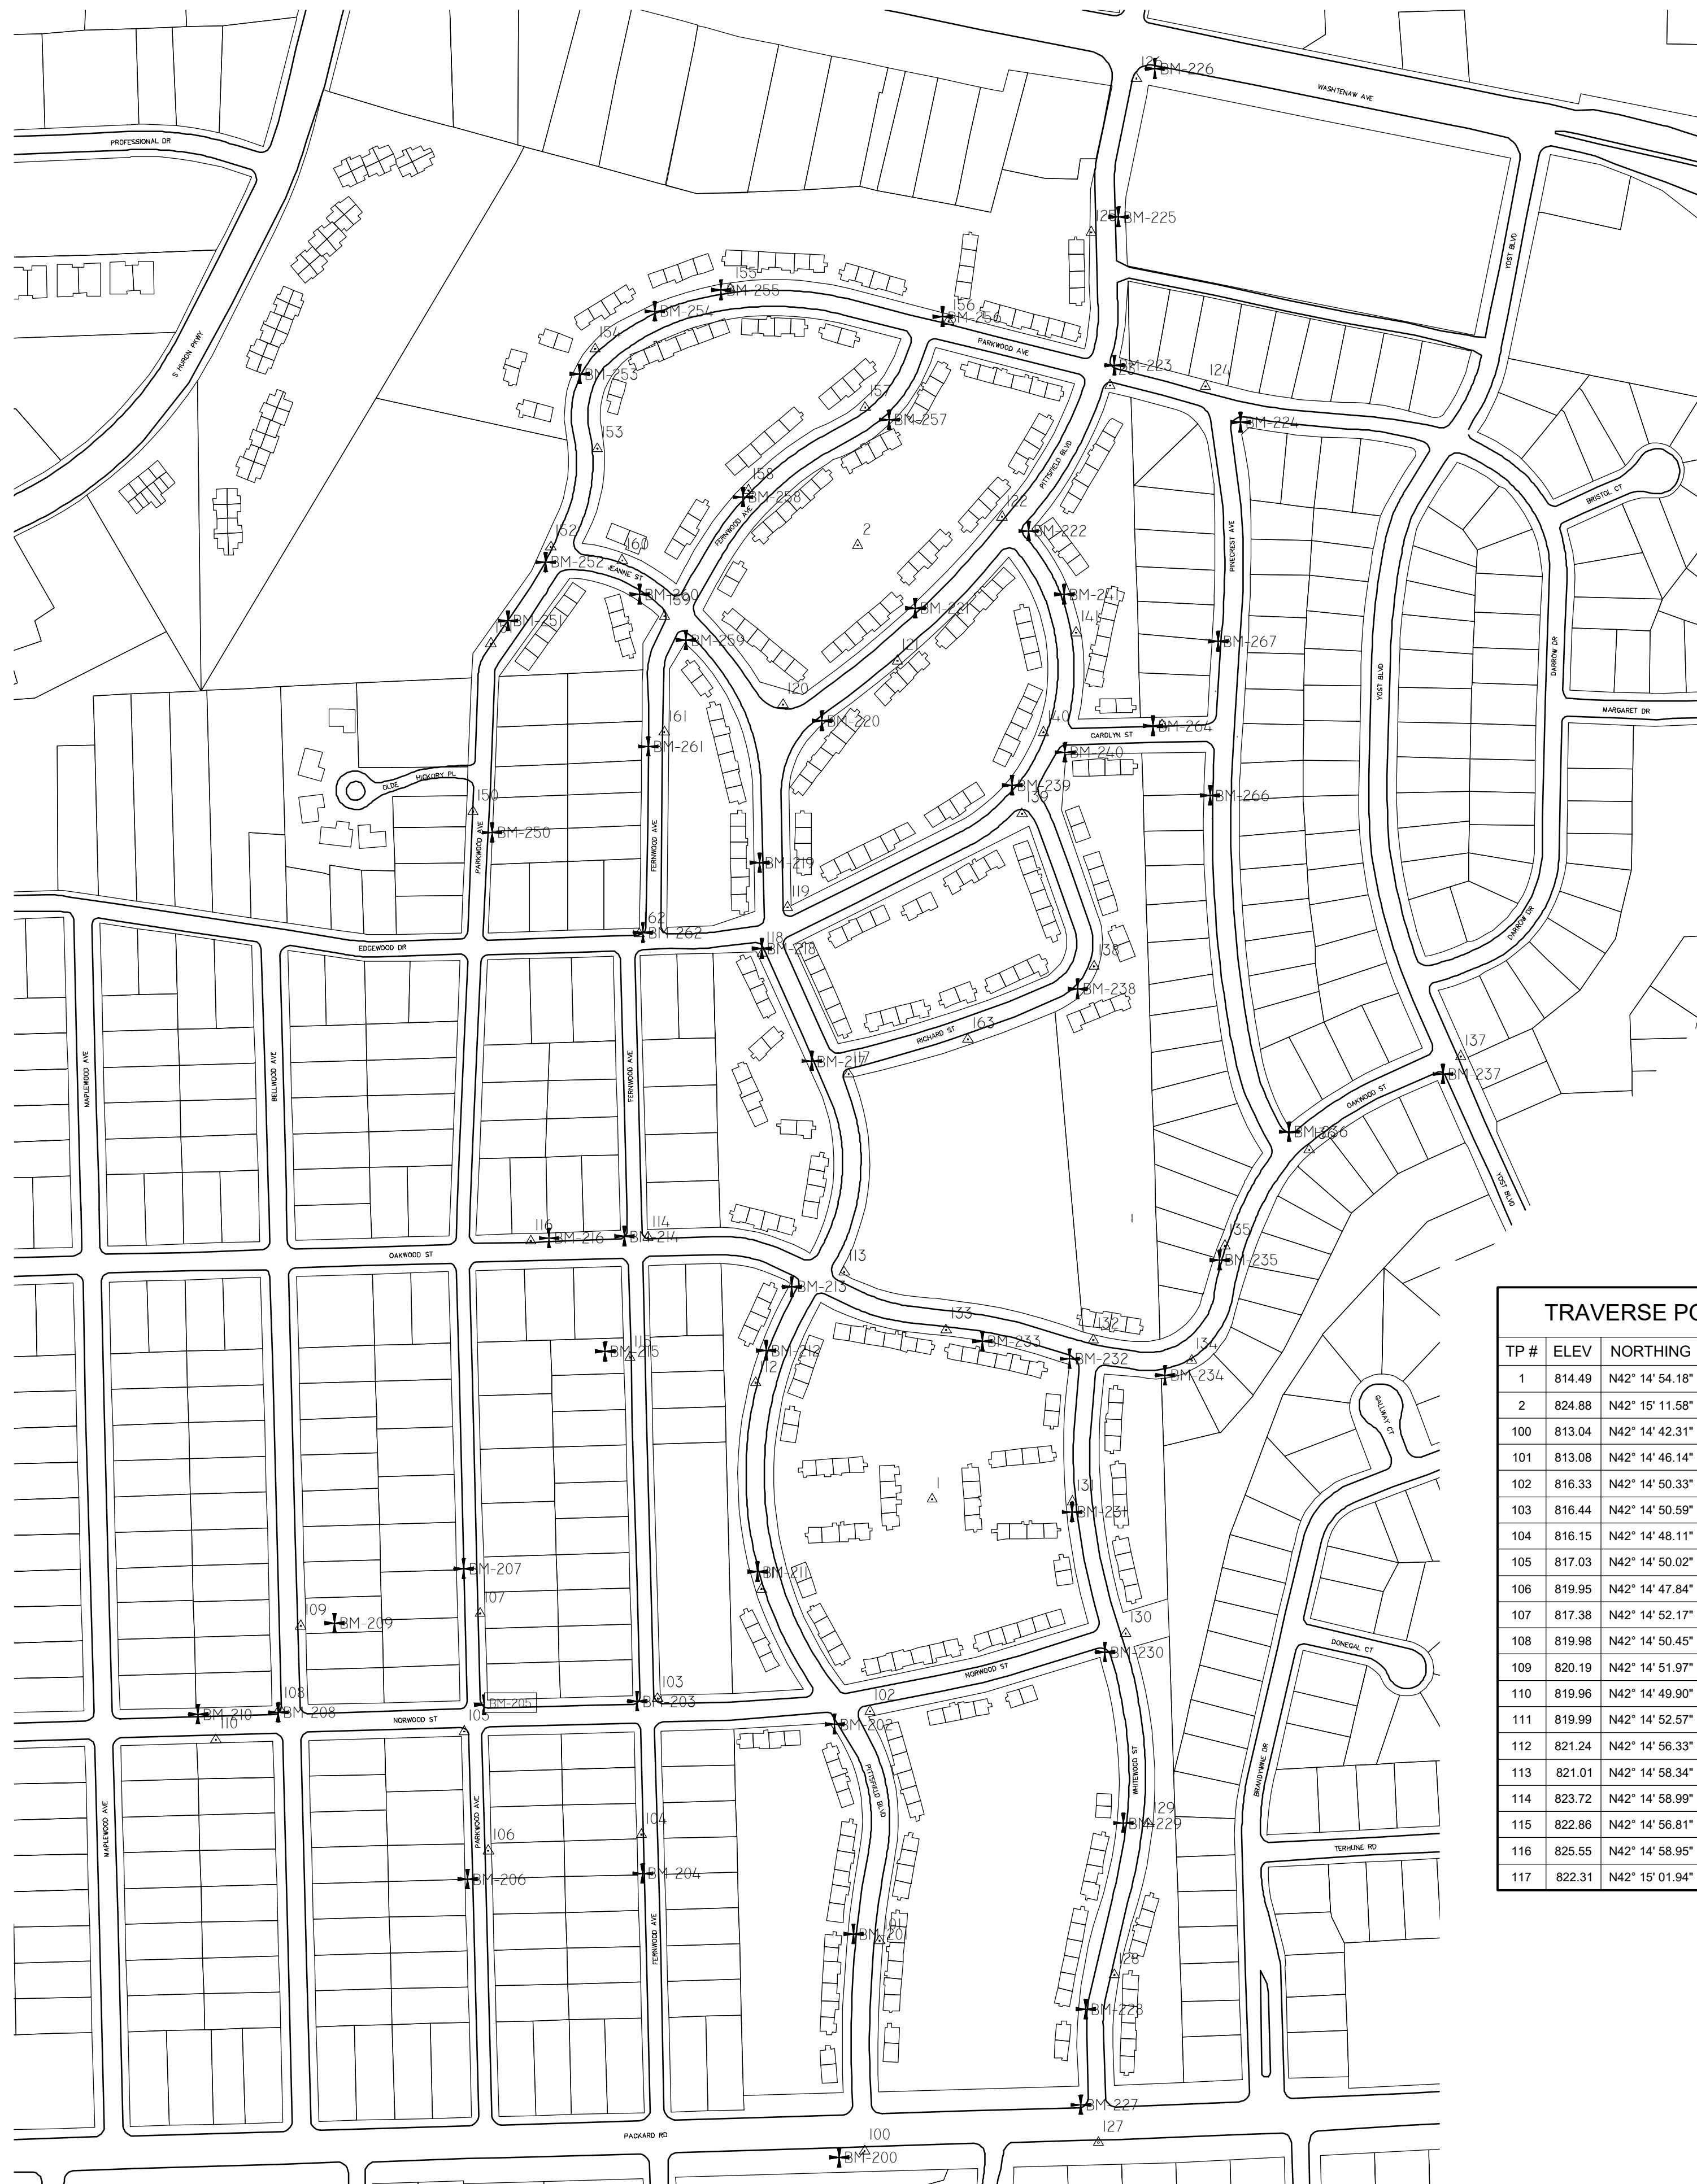 126
BM-226
WASHTENAW AVE
PROFESSIONAL DR
125
BM-225
YOST BLVD
S HURON PKWY
155
BM-255
BM-254
156
BM-256
PARKWOOD AVE
154
BM-253
BM-223
123
124
157
BM-257
BM-224
153
PITTSFIELD BLVD
BRISTOL CT
158
BM-258
FERNWOOD AVE
122
BM-222
2
152
BM-252
160
JEANNE ST
PINECREST AVE
BM-260
159
BM-241
141
BM-221
BM-251
151
BM-259
BM-267
DARROW DR
YOST BLVD
121
120
BM-220
161
BM-261
140
BM-264
CAROLYN ST
MARGARET DR
BM-240
OLDE
HICKORY PL
BM-239
139
BM-266
150
BM-250
PARKWOOD AVE
FERNWOOD AVE
BM-219
119
162
BM-262
EDGEWOOD DR
118
BM-218
DARROW DR
138
BM-238
163
RICHARD ST
MAPLEWOOD AVE
BELLWOOD AVE
FERNWOOD AVE
BM-217
117
137
BM-237
OAKWOOD ST
BM-236
136
YOST BLVD
116
BM-216
114
BM-214
OAKWOOD ST
135
BM-235
113
BM-213
133
BM-233
132
BM-232
134
BM-234
115
BM-215
BM-212
112
GALLWAY CT
1
131
BM-231
BM-207
107
BM-211
109
BM-209
130
BM-230
DONEGAL CT
NORWOOD ST
108
BM-208
BM-210
110
NORWOOD ST
BM-205
105
103
BM-203
102
BM-202
PITTSFIELD BLVD
WHITEWOOD ST
BRANDYWINE DR
MAPLEWOOD AVE
PARKWOOD AVE
106
BM-206
104
BM-204
129
BM-229
TERHUNE RD
FERNWOOD AVE
BM-201
101
128
BM-228
BM-227
127
PACKARD RD
100
BM-200
TRAVERSE PO
TP # ELEV NORTHING
1 814.49 N42° 14' 54.18"
2 824.88 N42° 15' 11.58"
100 813.04 N42° 14' 42.31"
101 813.08 N42° 14' 46.14"
102 816.33 N42° 14' 50.33"
103 816.44 N42° 14' 50.59"
104 816.15 N42° 14' 48.11"
105 817.03 N42° 14' 50.02"
106 819.95 N42° 14' 47.84"
107 817.38 N42° 14' 52.17"
108 819.98 N42° 14' 50.45"
109 820.19 N42° 14' 51.97"
110 819.96 N42° 14' 49.90"
111 819.99 N42° 14' 52.57"
112 821.24 N42° 14' 56.33"
113 821.01 N42° 14' 58.34"
114 823.72 N42° 14' 58.99"
115 822.86 N42° 14' 56.81"
116 825.55 N42° 14' 58.95"
117 822.31 N42° 15' 01.94"